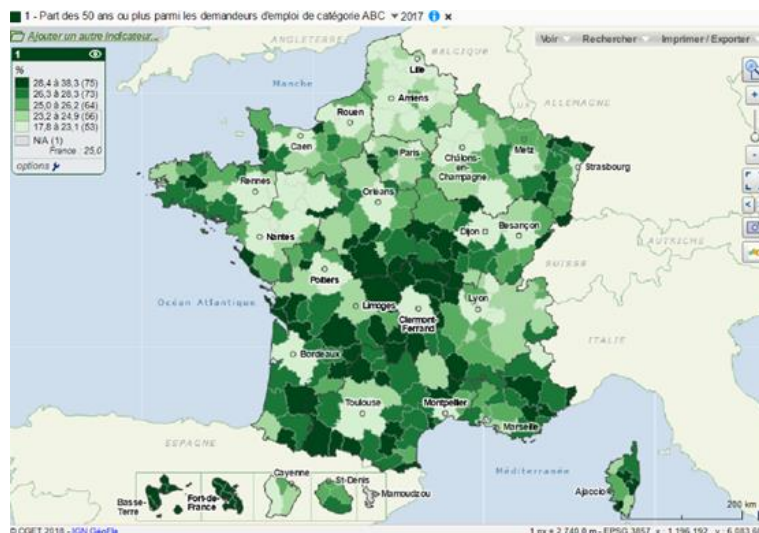 1 - Part des 50 ans ou plus parmi les demandeurs d'emploi de catégorie ABC 2017
Ajouter un autre indicateur...
Voir Rechercher Imprimer / Exporter
1
%
28,4 à 38,3 (75)
26,3 à 28,3 (73)
25,0 à 26,2 (64)
23,2 à 24,9 (56)
17,8 à 23,1 (53)
N/A (1)
France : 25,0
options
ANGLETERRE
BELGIQUE
Lille
Manche
ALLEMAGNE
Amiens
Rouen
Caen
Paris
Metz
Châlons-
en-
Champagne
Strasbourg
Rennes
Orléans
Nantes
Dijon
Besançon
AUTRICHE
SUISSE
Poitiers
Océan Atlantique
Limoges
Clermont-
Ferrand
Lyon
ITALIE
Bordeaux
Toulouse
Montpellier
Marseille
ESPAGNE
Méditerranée
Cayenne
St-Denis
Mamoudzou
Basse-
Terre
Fort-de-
France
Ajaccio
200 km
© CGET 2018 - IGN GéoFla